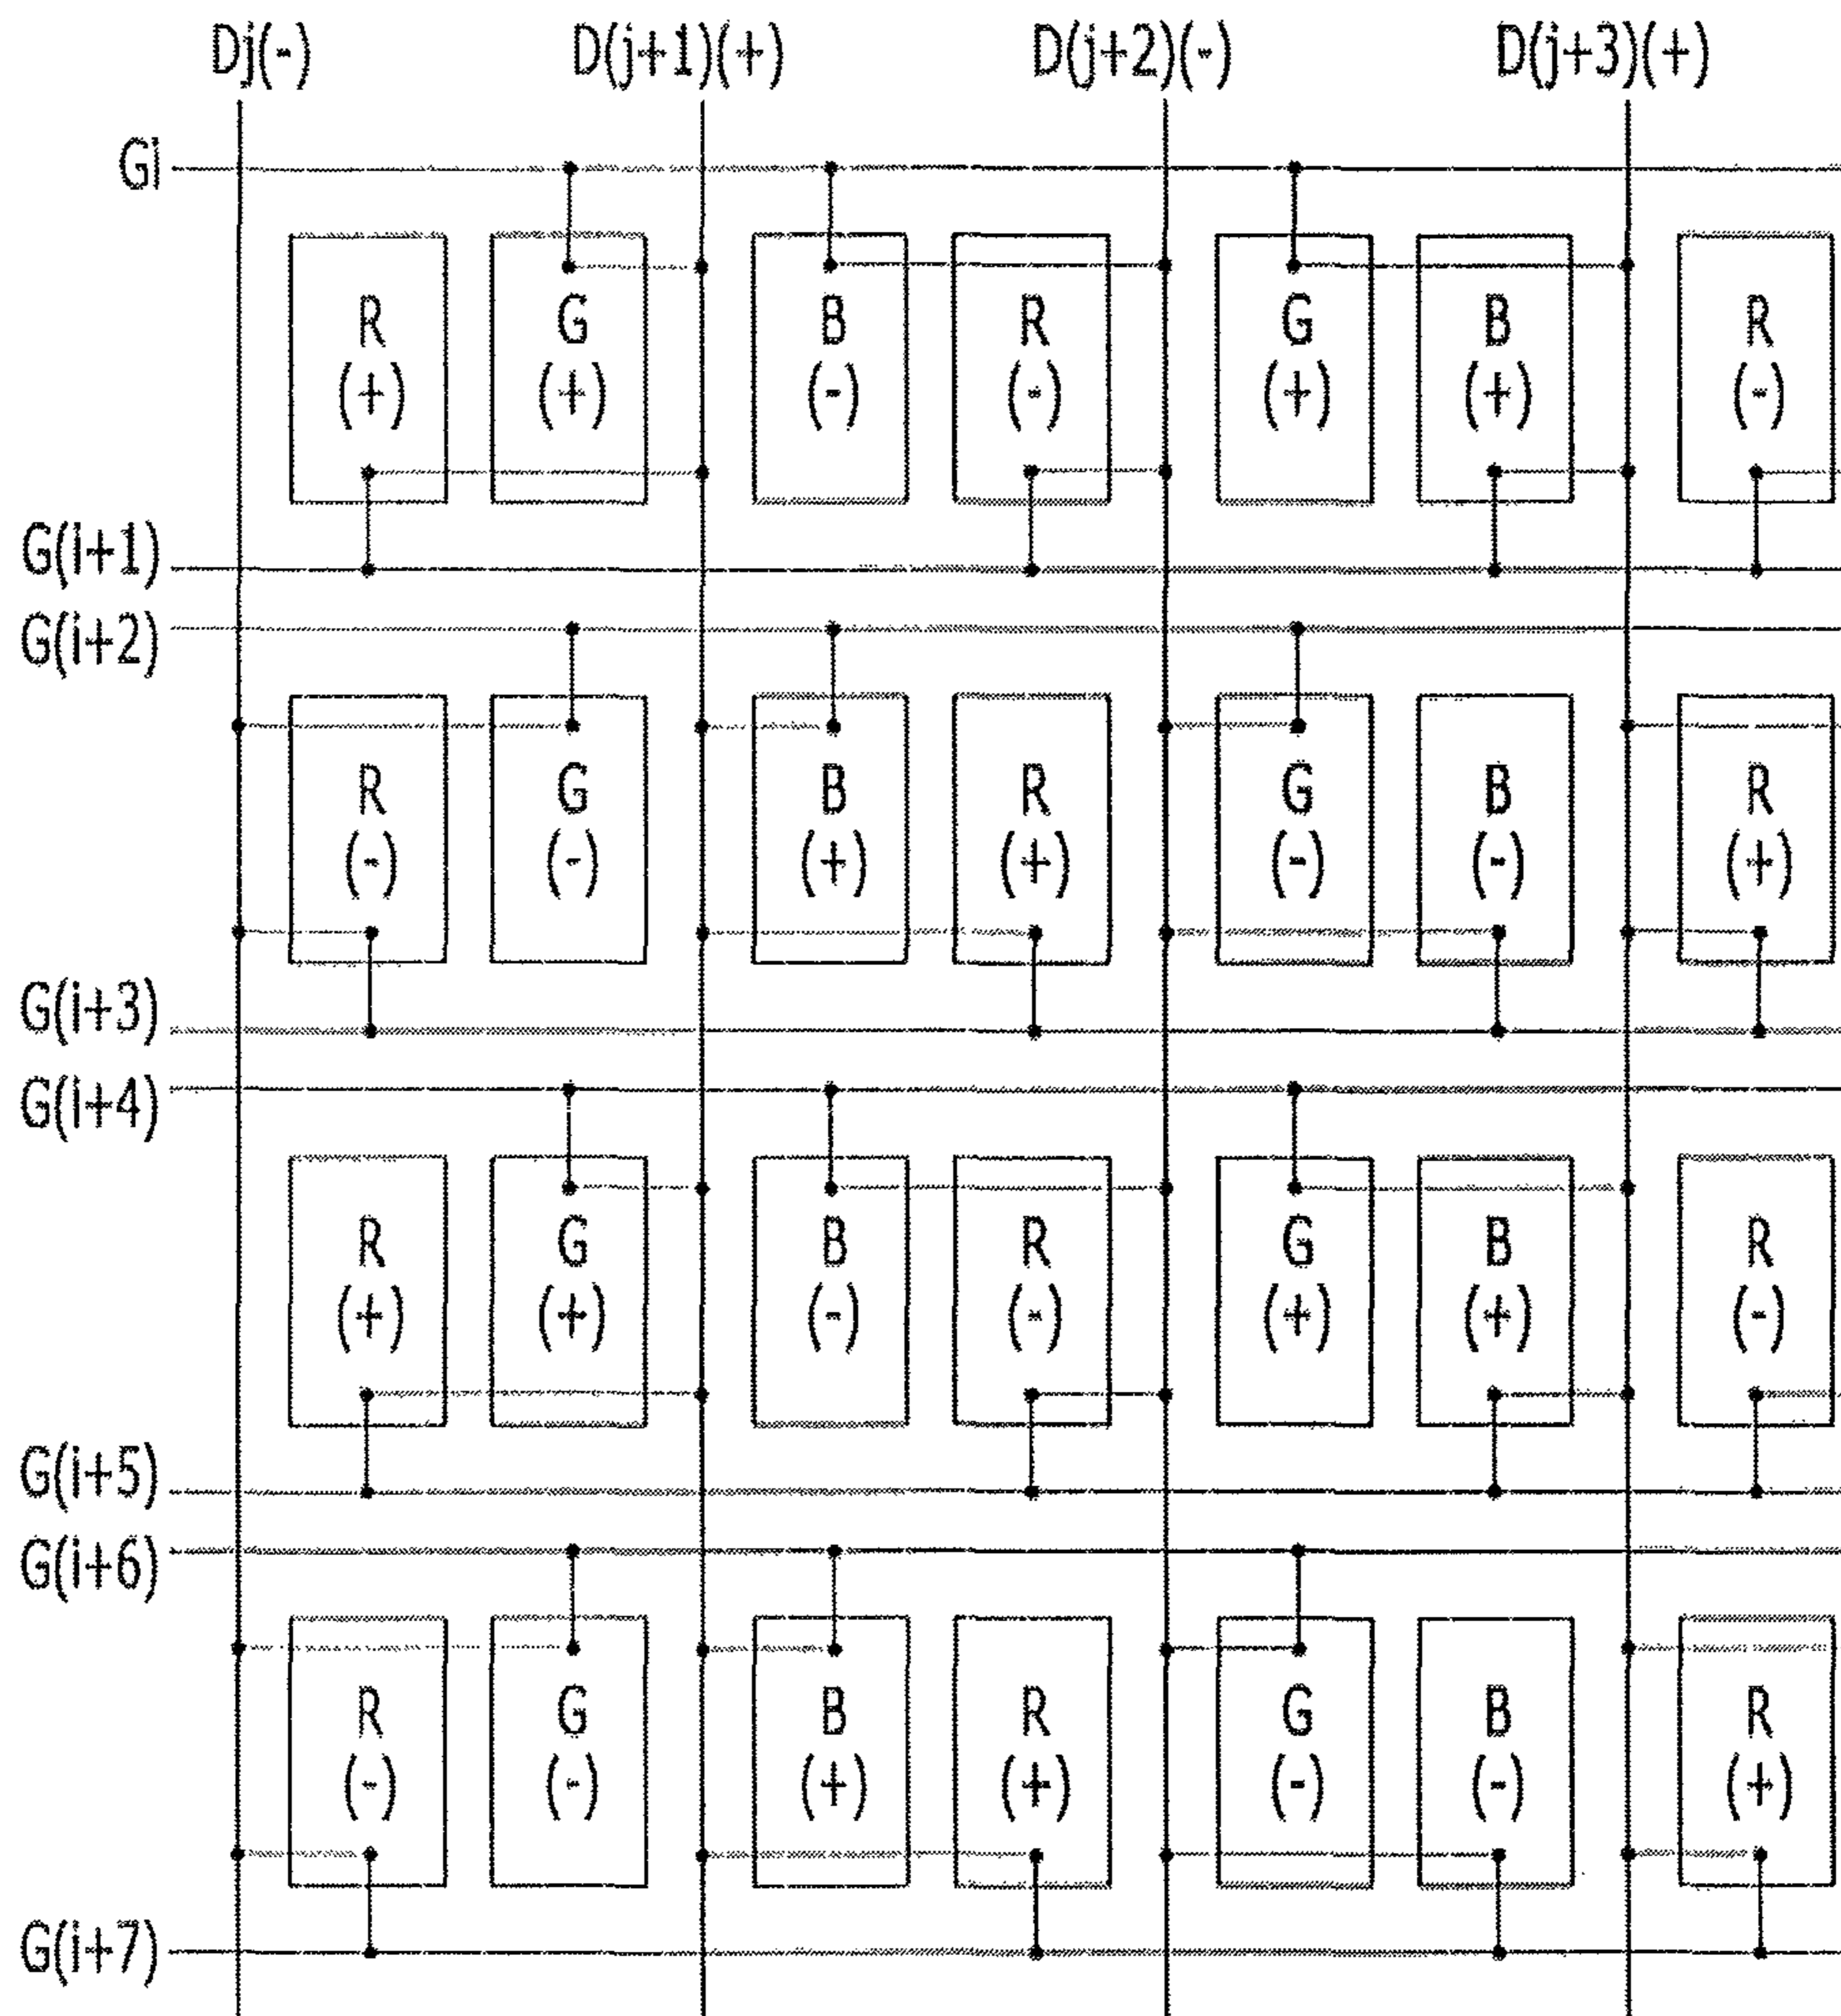 Dj(-) D(j+1)(+) D(j+2)(-) D(j+3)(+)
Gi
R G B R G B R
(+) (+) (-) (-) (+) (+) (-)
G(i+1)
G(i+2)
R G B R G B R
(-) (-) (+) (+) (-) (-) (+)
G(i+3)
G(i+4)
R G B R G B R
(+) (+) (-) (-) (+) (+) (-)
G(i+5)
G(i+6)
R G B R G B R
(-) (-) (+) (+) (-) (-) (+)
G(i+7)